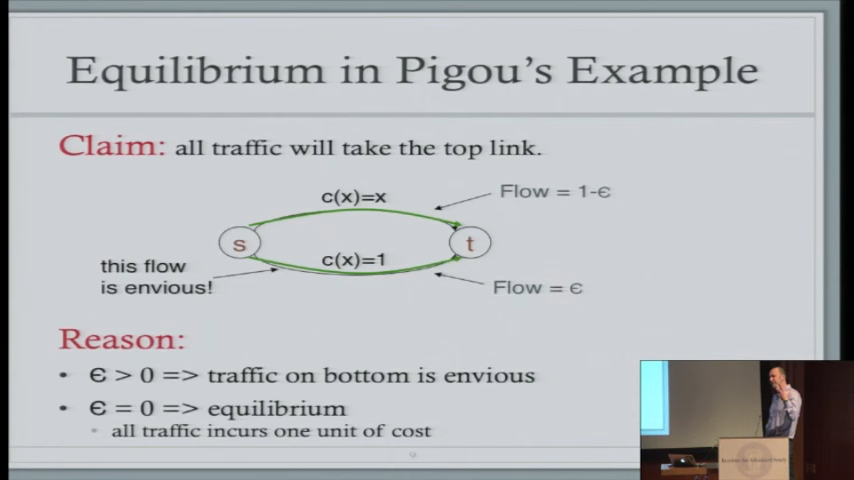 Equilibrium in Pigou's Example
Claim: all traffic will take the top link.
c(x)=x
Flow = 1-Є
s
t
this flow
is envious!
c(x)=1
Flow = Є
Reason:
• Є > 0 => traffic on bottom is envious
• Є = 0 => equilibrium
• all traffic incurs one unit of cost